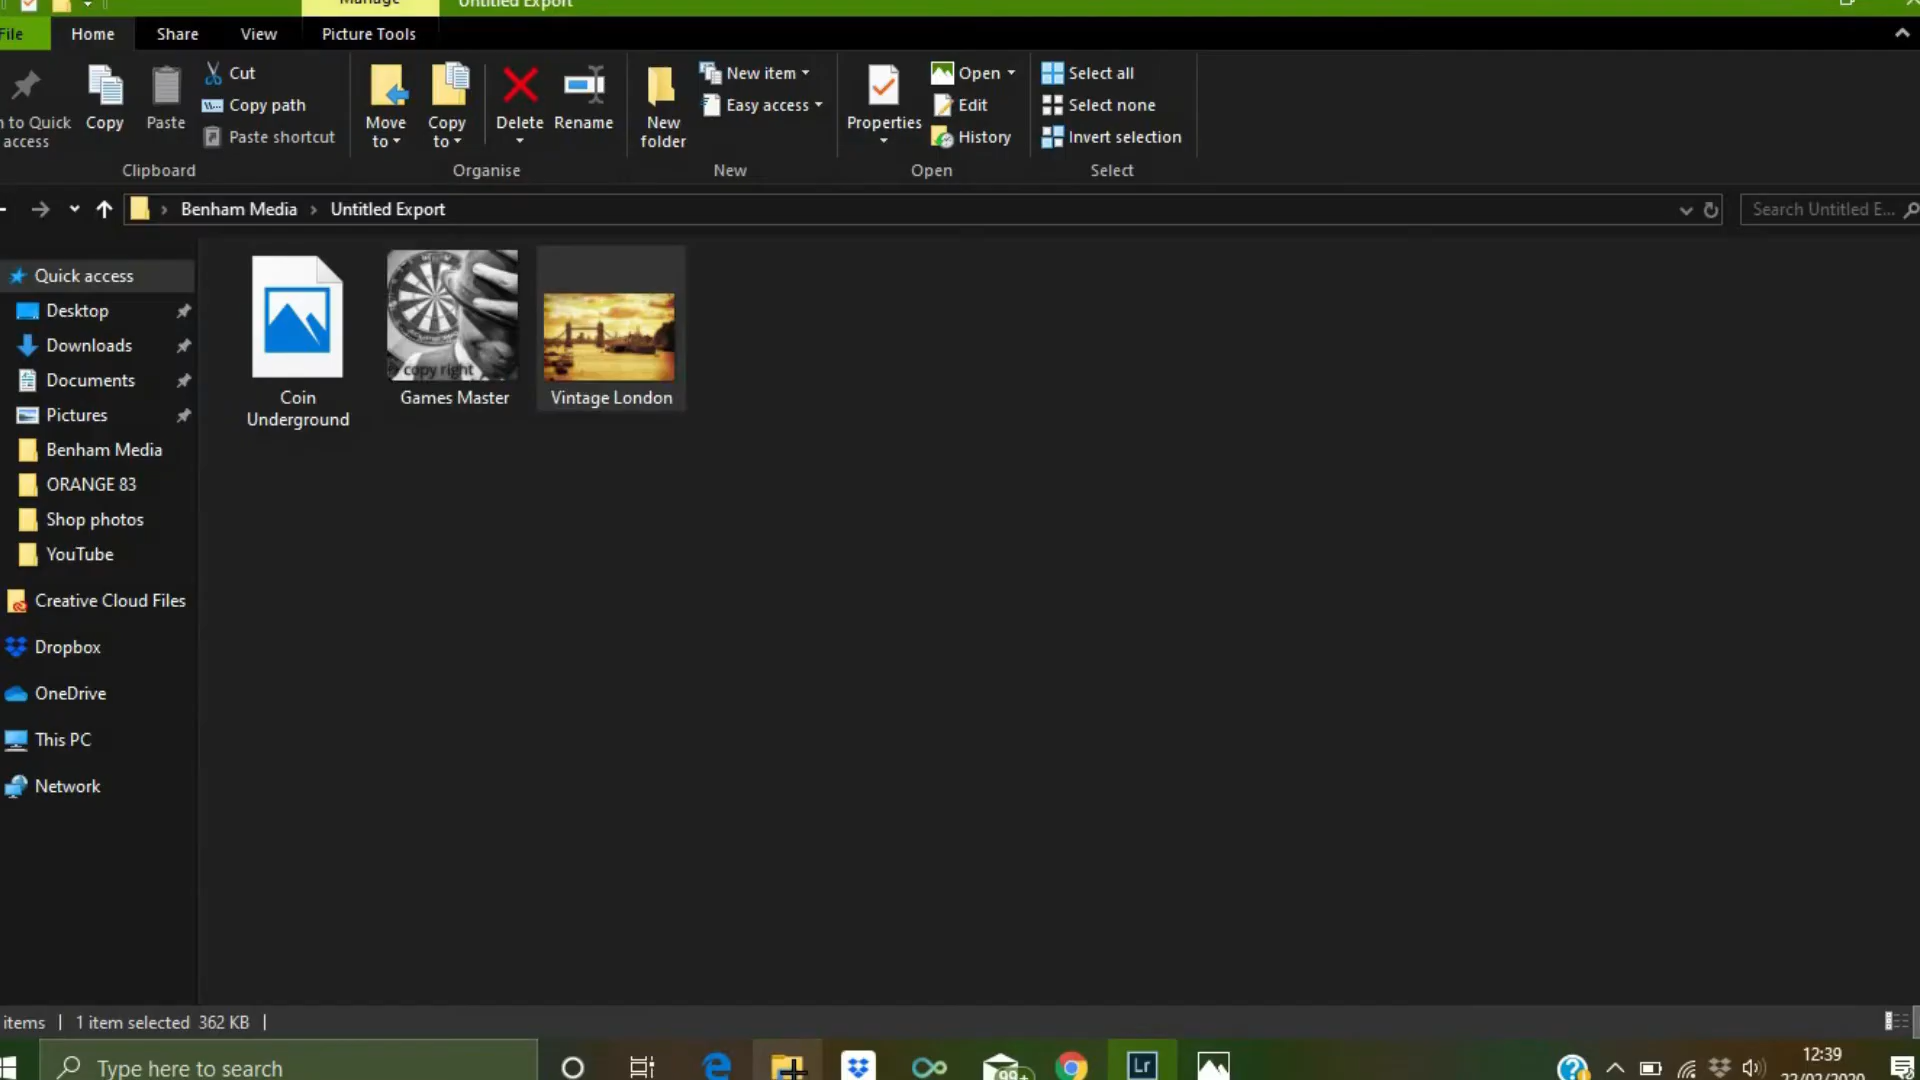 Manage
Untitled Export
File
Home
Share
View
Picture Tools
to Quick
access
Copy
Paste
Cut
Copy path
Paste shortcut
Clipboard
Move
to
Copy
to
Delete
Rename
Organise
New
folder
New item
Easy access
New
Properties
Open
Edit
History
Open
Select all
Select none
Invert selection
Select
Benham Media
Untitled Export
Search Untitled E...
Quick access
Desktop
Downloads
Documents
Pictures
Benham Media
ORANGE 83
Shop photos
YouTube
Creative Cloud Files
Dropbox
OneDrive
This PC
Network
Coin
Underground
copy right
Games Master
Vintage London
items
1 item selected 362 KB
Type here to search
99+
Lr
12:39